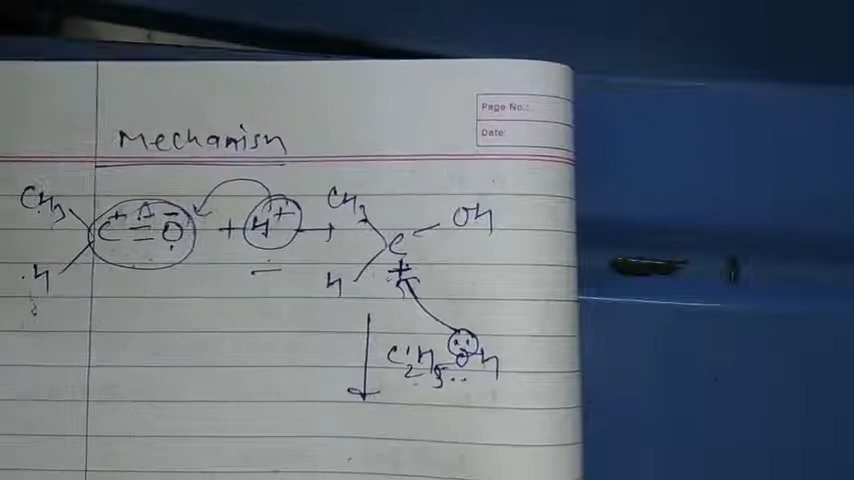 Page No.:
Date:
Mechanism
CH3 C+ = O- + H+ → CH3 C - OH
H H +
C2H5OH